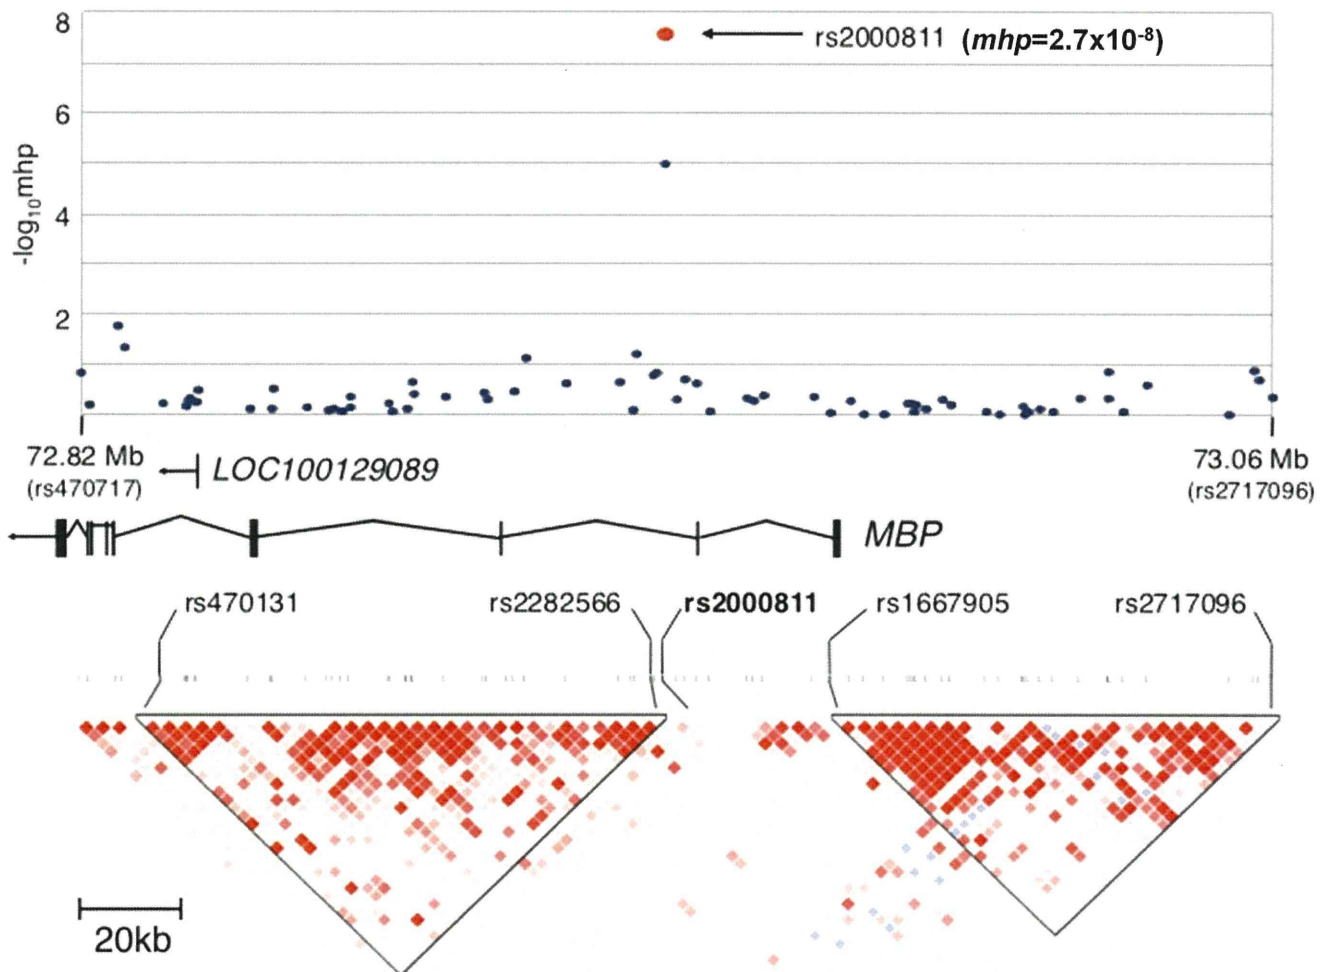 8
rs2000811 (mhp=2.7x10-8)
6
-log10mhp
4
2
72.82 Mb
(rs470717)
LOC100129089
73.06 Mb
(rs2717096)
MBP
rs470131 rs2282566 rs2000811 rs1667905 rs2717096
20kb